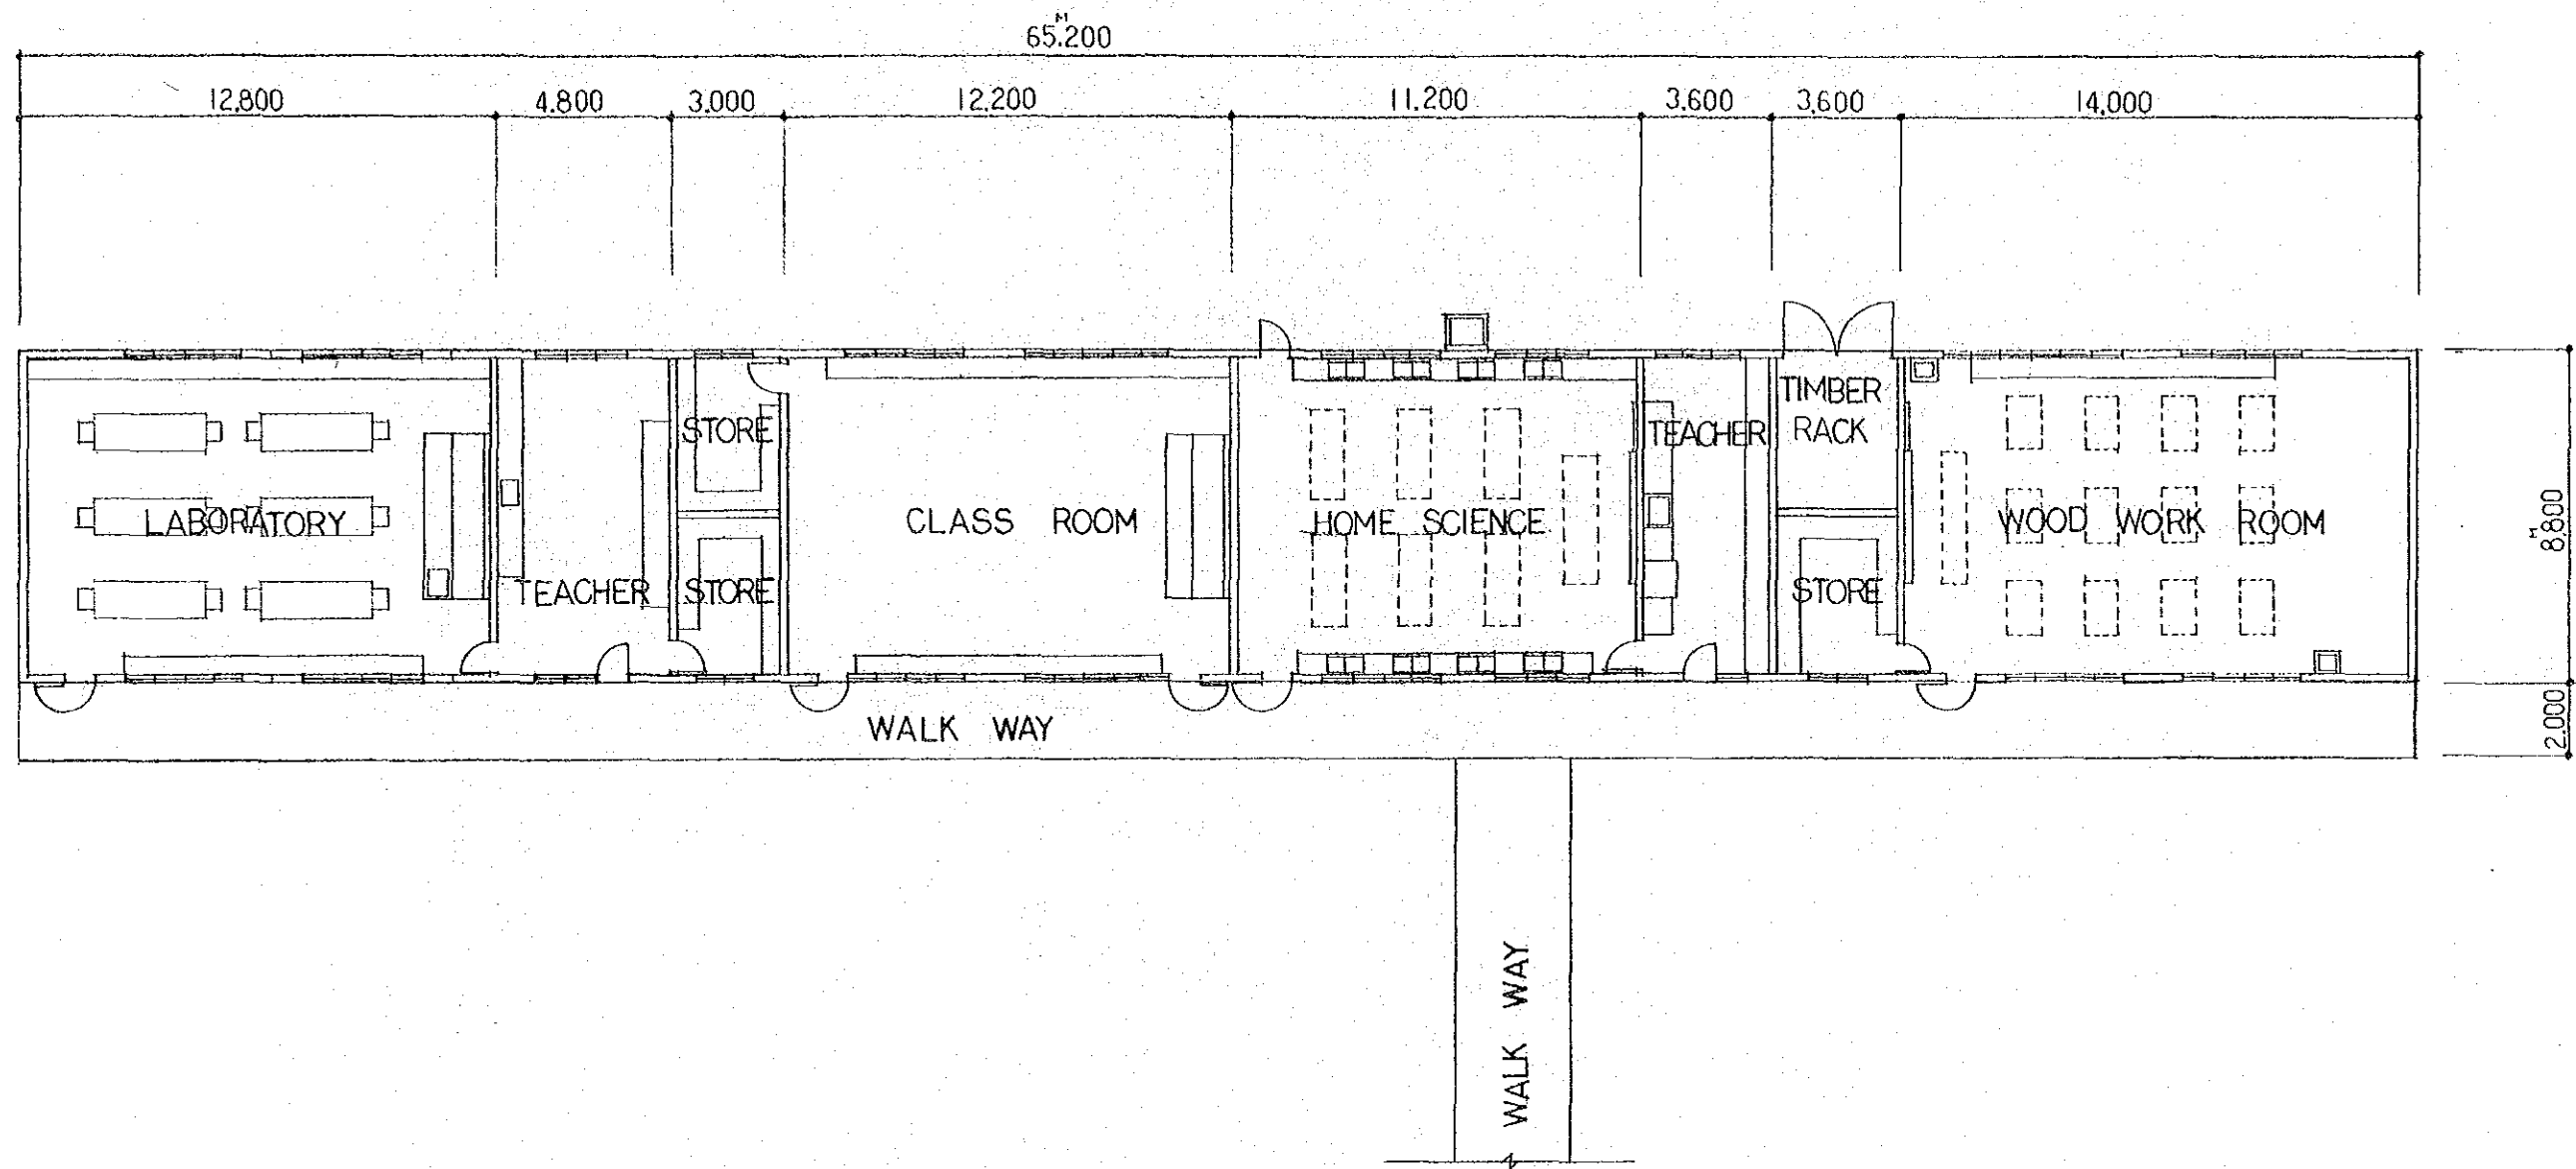 65.200 M
12,800 4.800 3.000 12.200 11.200 3,600 3,600 14,000
TIMBER
RACK
STORE
TEACHER
LABORATORY
CLASS ROOM
HOME SCIENCE
WOOD WORK ROOM
8.800 M
TEACHER
STORE
STORE
WALK WAY
2.000
WALK WAY